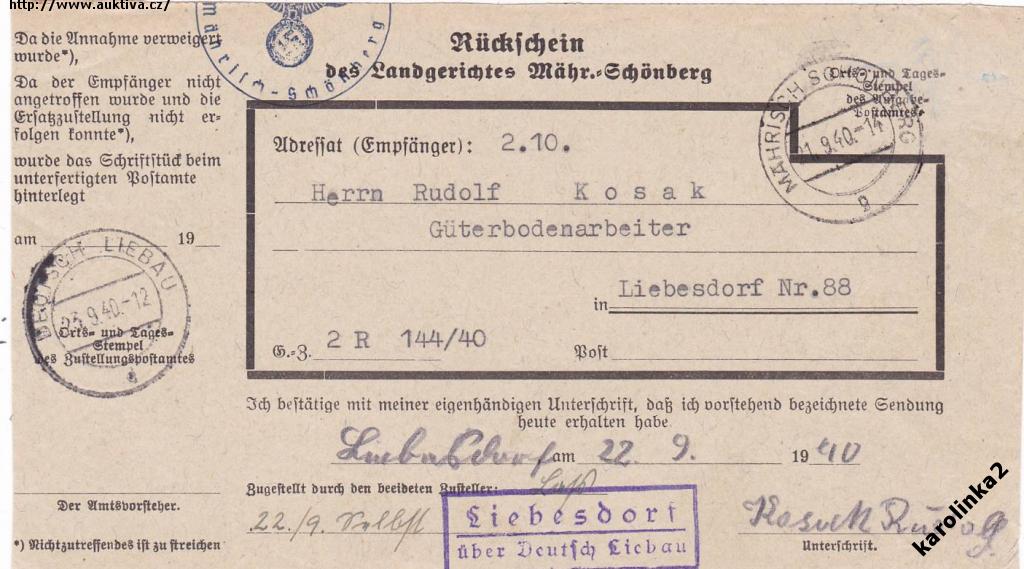 http://www.auktiva.cz/
Mährisch-Schönberg
Rückschein
des Landgerichtes Mähr.-Schönberg
Da die Annahme verweigert
wurde*),
Da der Empfänger nicht
angetroffen wurde und die
Ersatzzustellung nicht er-
folgen konnte*),
wurde das Schriftstück beim
unterfertigten Postamte
hinterlegt
am 19
DEUTSCH LIEBAU
23.9.40.-12
a
Orts- und Tages-
Stempel
des Zustellungspostamtes
Der Amtsvorsteher.
*) Nichtzutreffendes ist zu streichen
Orts- und Tages-
Stempel
des Aufgabe-
Postamtes
MÄHRISCH SCHÖNBERG
21.9.40.-14
g
Adressat (Empfänger): 2.10.
Herrn Rudolf Kosak
Güterbodenarbeiter
in Liebesdorf Nr.88
G.-Z. 2 R 144/40 Post
Ich bestätige mit meiner eigenhändigen Unterschrift, daß ich vorstehend bezeichnete Sendung
heute erhalten habe
Liebesdorf am 22. 9. 1940
Zugestellt durch den beeideten Zusteller:
22./9. Selbst
Liebesdorf
über Deutsch Liebau
Kosak Rudolf
Unterschrift.
karolinka2